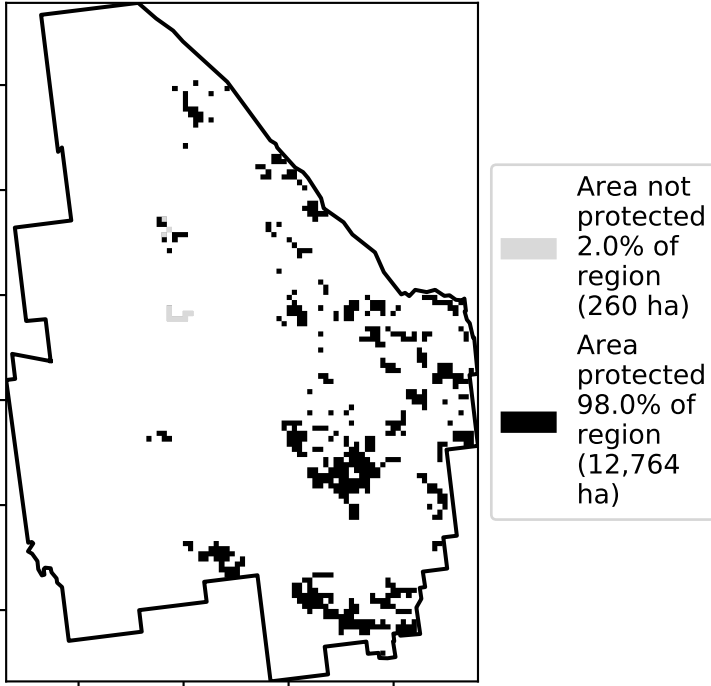 Area not
protected
2.0% of
region
(260 ha)
Area
protected
98.0% of
region
(12,764
ha)